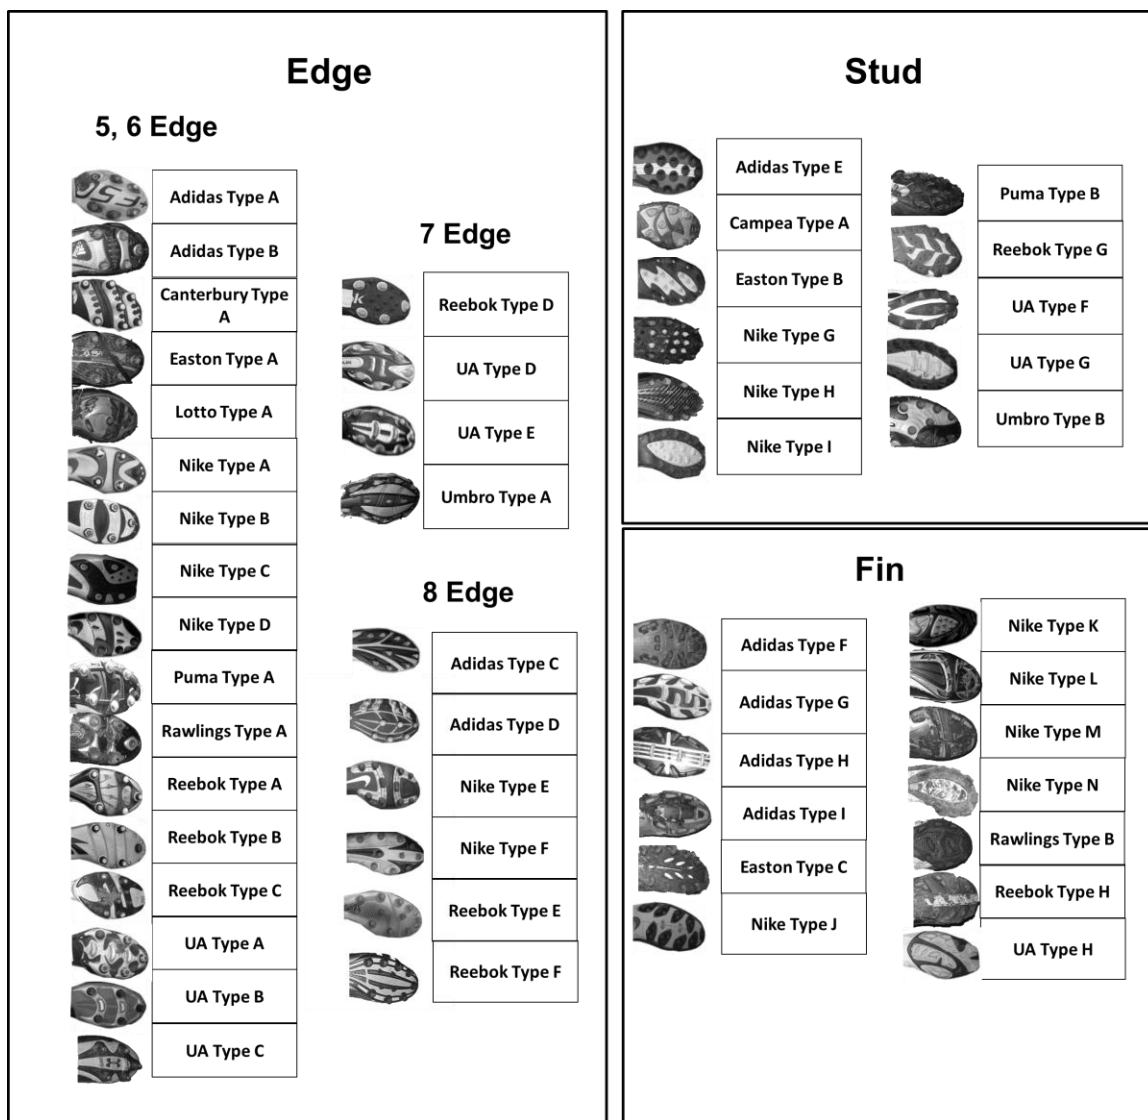 Edge
5, 6 Edge
Adidas Type A
Adidas Type B
Canterbury Type
A
Easton Type A
Lotto Type A
Nike Type A
Nike Type B
Nike Type C
Nike Type D
Puma Type A
Rawlings Type A
Reebok Type A
Reebok Type B
Reebok Type C
UA Type A
UA Type B
UA Type C
7 Edge
Reebok Type D
UA Type D
UA Type E
Umbro Type A
8 Edge
Adidas Type C
Adidas Type D
Nike Type E
Nike Type F
Reebok Type E
Reebok Type F
Stud
Adidas Type E
Campea Type A
Easton Type B
Nike Type G
Nike Type H
Nike Type I
Puma Type B
Reebok Type G
UA Type F
UA Type G
Umbro Type B
Fin
Adidas Type F
Adidas Type G
Adidas Type H
Adidas Type I
Easton Type C
Nike Type J
Nike Type K
Nike Type L
Nike Type M
Nike Type N
Rawlings Type B
Reebok Type H
UA Type H